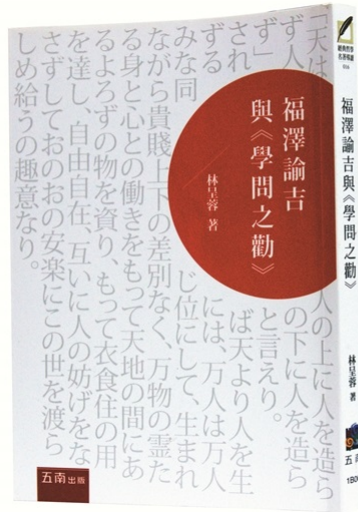 福澤諭吉
與《學問之勸》
林呈蓉 著
「天は人の上に人を造ら
ず人の下に人を造ら
ず」と言えり。
されば天より人を生
ずるには、万人は万人
みな同じ位にして、生まれ
ながら貴賤上下の差別なく、万物の霊た
る身と心との働きをもって天地の間にあ
るよろずの物を資り、もって衣食住の用
を達し、自由自在、互いに人の妨げをな
さずしておのおの安楽にこの世を渡ら
しめ給うの趣意なり。
五南出版
福澤諭吉與《學問之勸》
林呈蓉 著
五南